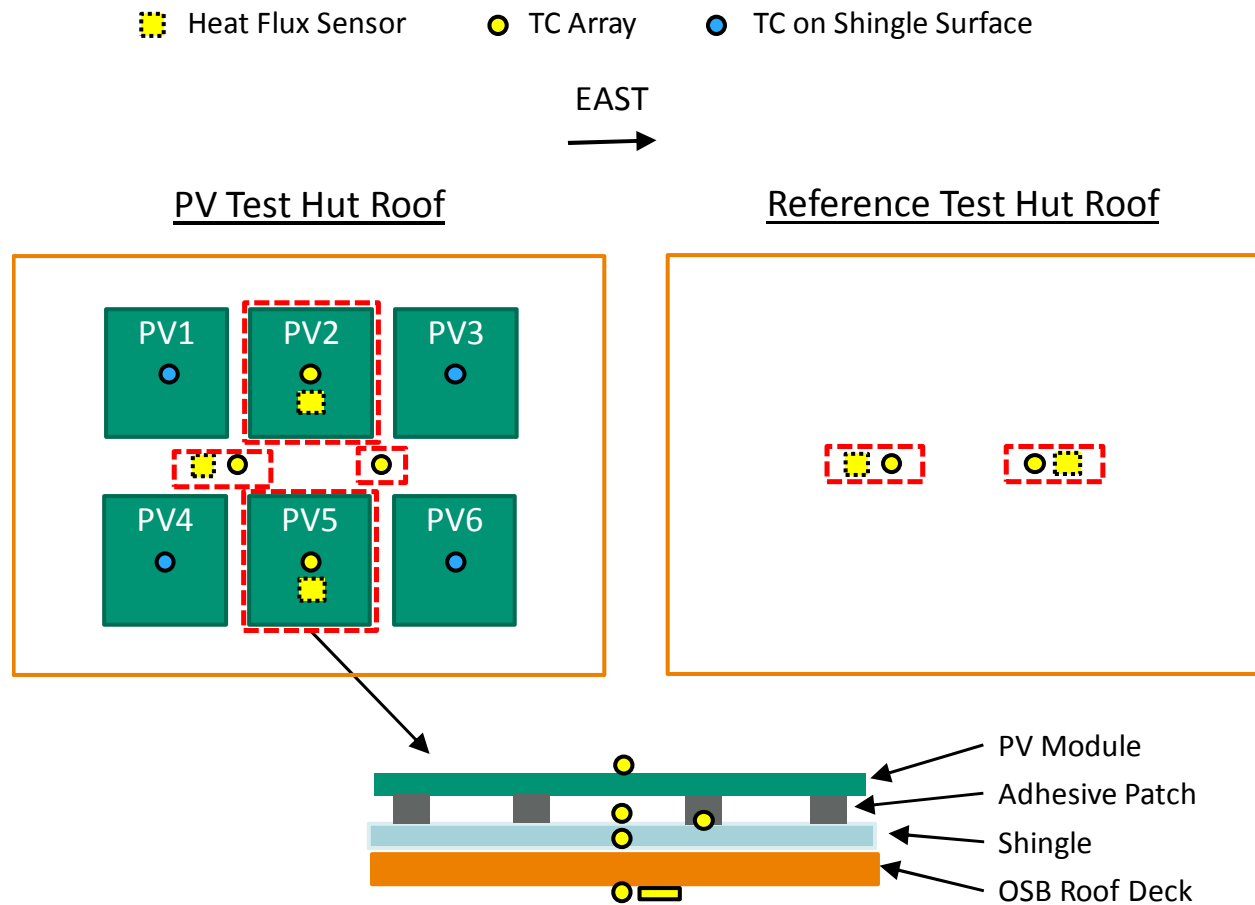 Heat Flux Sensor
TC Array
TC on Shingle Surface
EAST
PV Test Hut Roof
Reference Test Hut Roof
PV1
PV2
PV3
PV4
PV5
PV6
PV Module
Adhesive Patch
Shingle
OSB Roof Deck